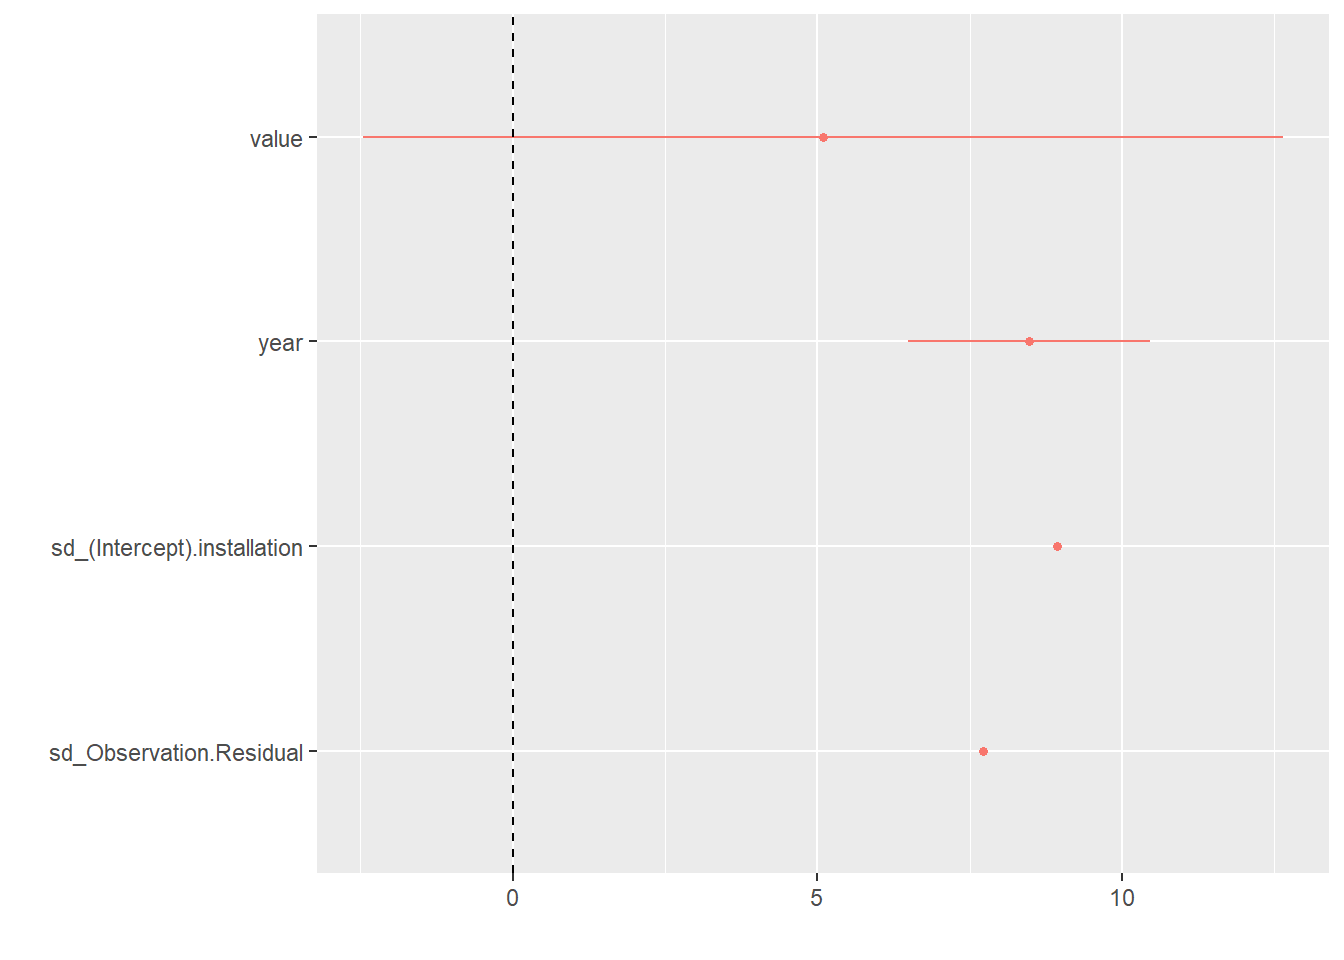 value
year
sd_(Intercept).installation
sd_Observation.Residual
0 5 10